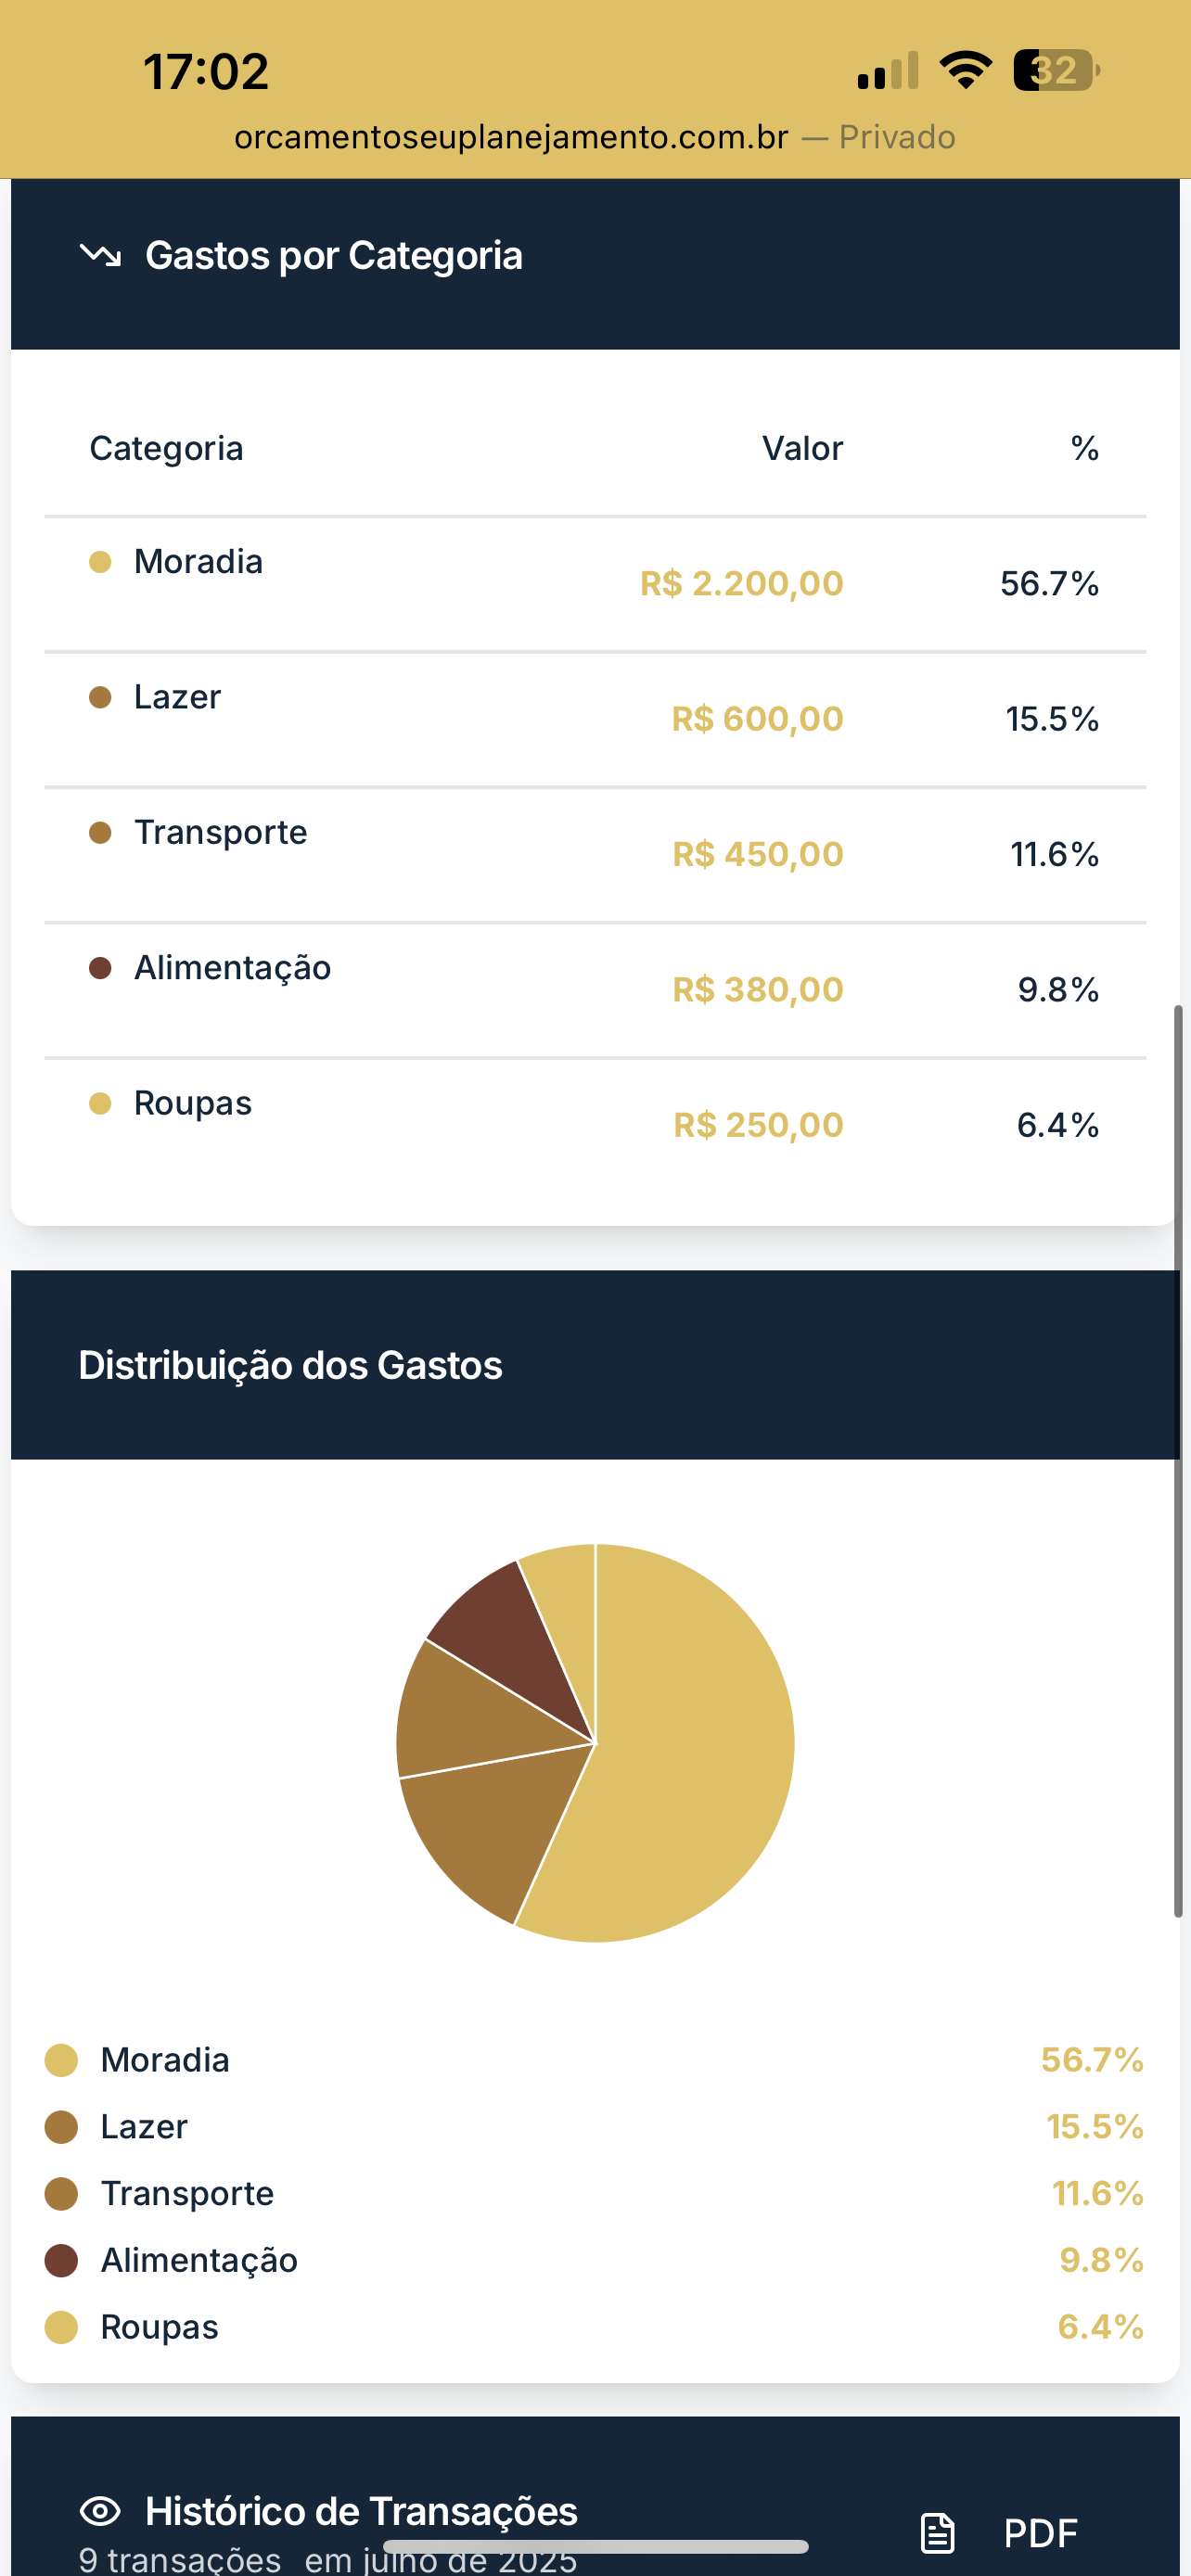 17:02
32
orcamentoseuplanejamento.com.br — Privado
Gastos por Categoria
Categoria Valor %
Moradia R$ 2.200,00 56.7%
Lazer R$ 600,00 15.5%
Transporte R$ 450,00 11.6%
Alimentação R$ 380,00 9.8%
Roupas R$ 250,00 6.4%
Distribuição dos Gastos
Moradia 56.7%
Lazer 15.5%
Transporte 11.6%
Alimentação 9.8%
Roupas 6.4%
Histórico de Transações
PDF
9 transações em julho de 2025